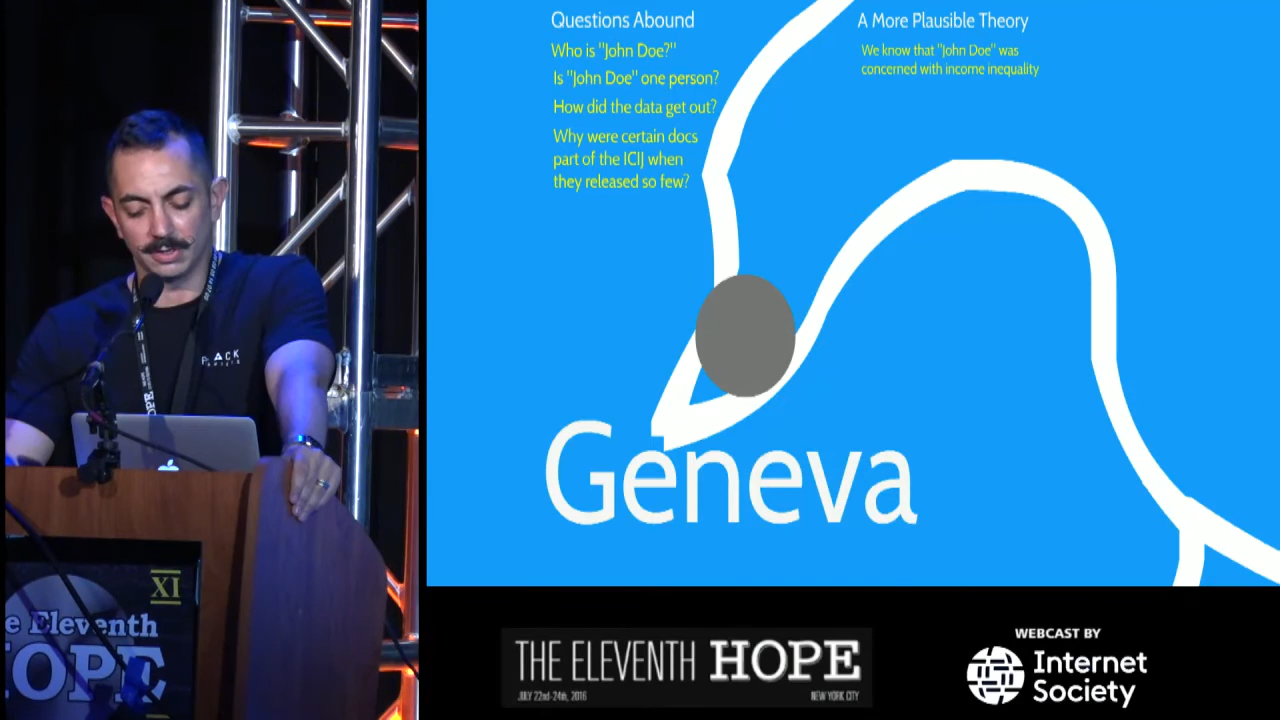 Questions Abound
Who is "John Doe?"
Is "John Doe" one person?
How did the data get out?
Why were certain docs
part of the ICIJ when
they released so few?
A More Plausible Theory
We know that "John Doe" was
concerned with income inequality
Geneva
XI
e Eleventh
HOPE
THE ELEVENTH HOPE
JULY 22nd-24th, 2016
NEW YORK CITY
WEBCAST BY
Internet
Society